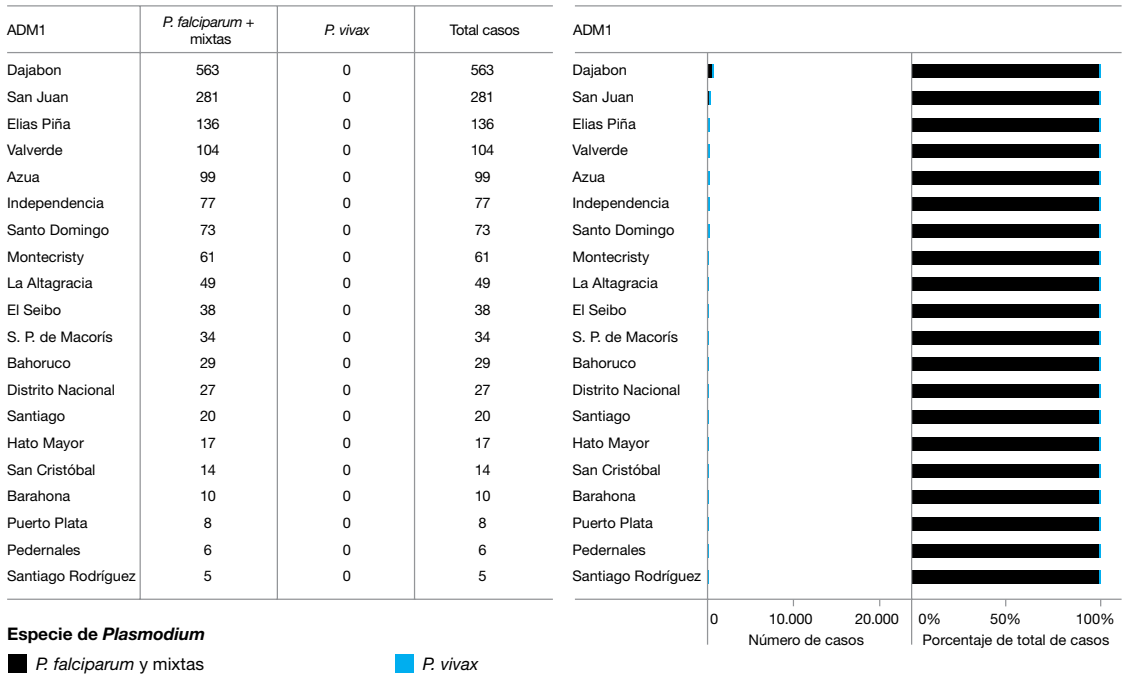 ADM1 P. falciparum + mixtas P. vivax Total casos
Dajabon 563 0 563
San Juan 281 0 281
Elias Piña 136 0 136
Valverde 104 0 104
Azua 99 0 99
Independencia 77 0 77
Santo Domingo 73 0 73
Montecristy 61 0 61
La Altagracia 49 0 49
El Seibo 38 0 38
S. P. de Macorís 34 0 34
Bahoruco 29 0 29
Distrito Nacional 27 0 27
Santiago 20 0 20
Hato Mayor 17 0 17
San Cristóbal 14 0 14
Barahona 10 0 10
Puerto Plata 8 0 8
Pedernales 6 0 6
Santiago Rodríguez 5 0 5
ADM1
Dajabon
San Juan
Elias Piña
Valverde
Azua
Independencia
Santo Domingo
Montecristy
La Altagracia
El Seibo
S. P. de Macorís
Bahoruco
Distrito Nacional
Santiago
Hato Mayor
San Cristóbal
Barahona
Puerto Plata
Pedernales
Santiago Rodríguez
0 10.000 20.000
Número de casos
0% 50% 100%
Porcentaje de total de casos
Especie de Plasmodium
P. falciparum y mixtas
P. vivax